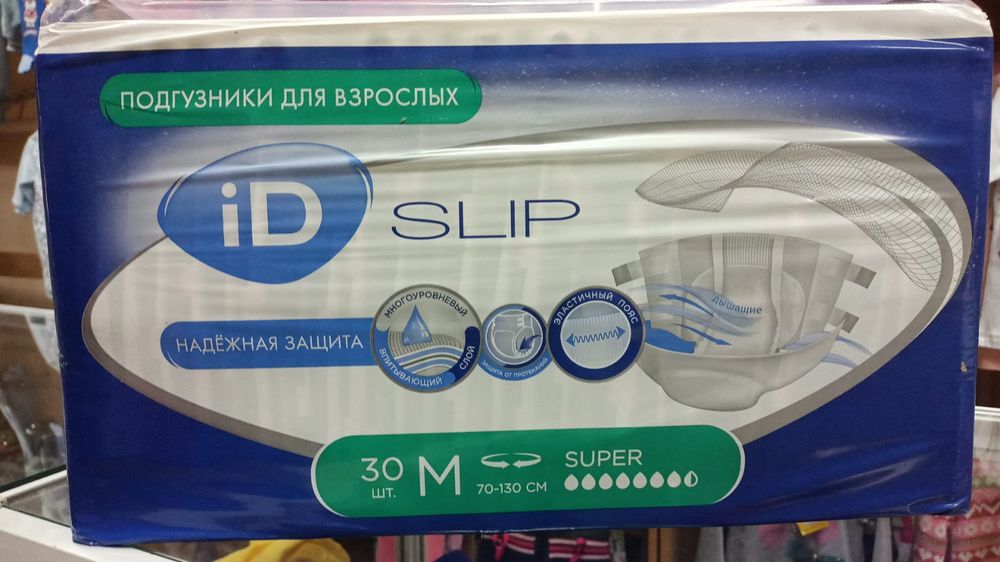 ПОДГУЗНИКИ ДЛЯ ВЗРОСЛЫХ
iD SLIP
НАДЁЖНАЯ ЗАЩИТА
МНОГОУРОВНЕВЫЙ
ВПИТЫВАЮЩИЙ СЛОЙ
ЗАЩИТА ОТ ПРОТЕКАНИЙ
ЭЛАСТИЧНЫЙ ПОЯС
дышащие
30 ШТ.
M
70-130 СМ
SUPER